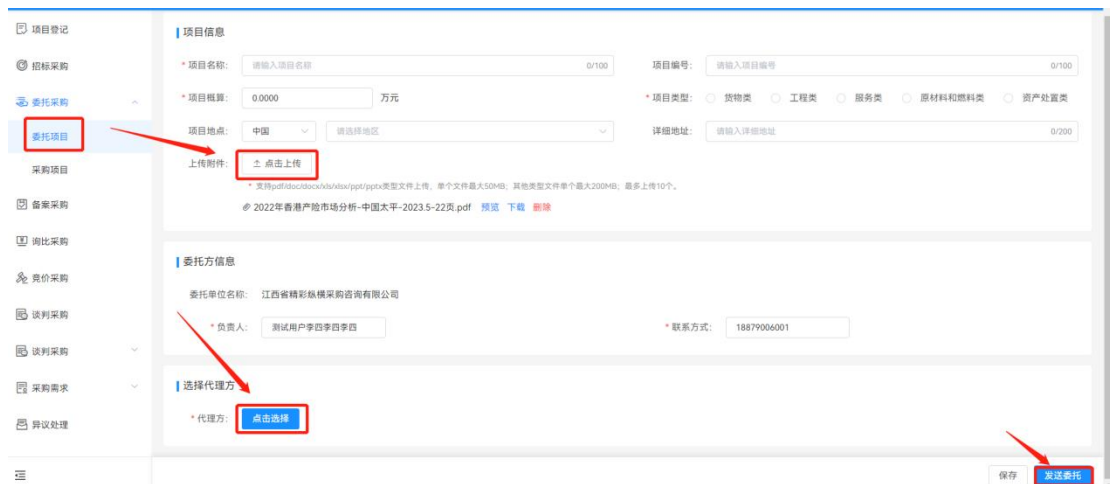 项目登记
招标采购
委托采购
委托项目
采购项目
备案采购
询比采购
竞价采购
谈判采购
谈判采购
采购需求
异议处理
项目信息
* 项目名称: 请输入项目名称 0/100 项目编号: 请输入项目编号 0/100
* 项目概算: 0.0000 万元 * 项目类型: 货物类 工程类 服务类 原材料和燃料类 资产处置类
项目地点: 中国 请选择地区 详细地址: 请输入详细地址 0/200
上传附件: 点击上传
* 支持pdf/doc/docx/xls/xlsx/ppt/pptx类型文件上传，单个文件最大50MB；其他类型文件单个最大200MB；最多上传10个。
2022年香港产险市场分析-中国太平-2023.5-22页.pdf 预览 下载 删除
委托方信息
委托单位名称: 江西省精彩纵横采购咨询有限公司
* 负责人: 测试用户李四李四李四 * 联系方式: 18879006001
选择代理方
* 代理方: 点击选择
保存 发送委托